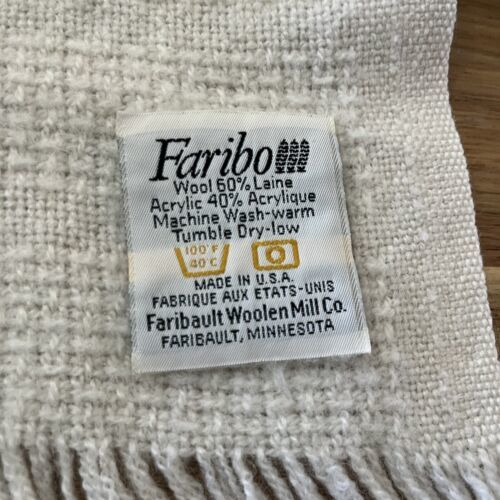 Faribo
Wool 60% Laine
Acrylic 40% Acrylique
Machine Wash-warm
Tumble Dry-low
100°F
40 C
MADE IN U.S.A.
FABRIQUE AUX ETATS-UNIS
Faribault Woolen Mill Co.
FARIBAULT, MINNESOTA